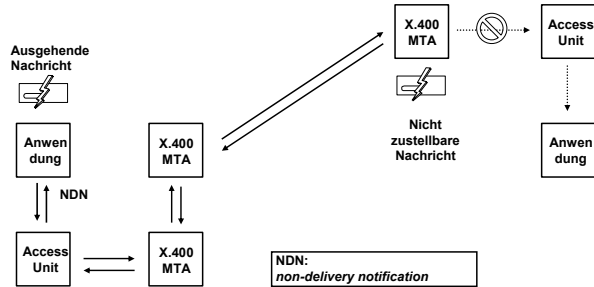 Ausgehende
Nachricht
X.400
MTA
Access
Unit
Nicht
zustellbare
Nachricht
Anwen
dung
X.400
MTA
Anwen
dung
NDN
Access
Unit
X.400
MTA
NDN:
non-delivery notification